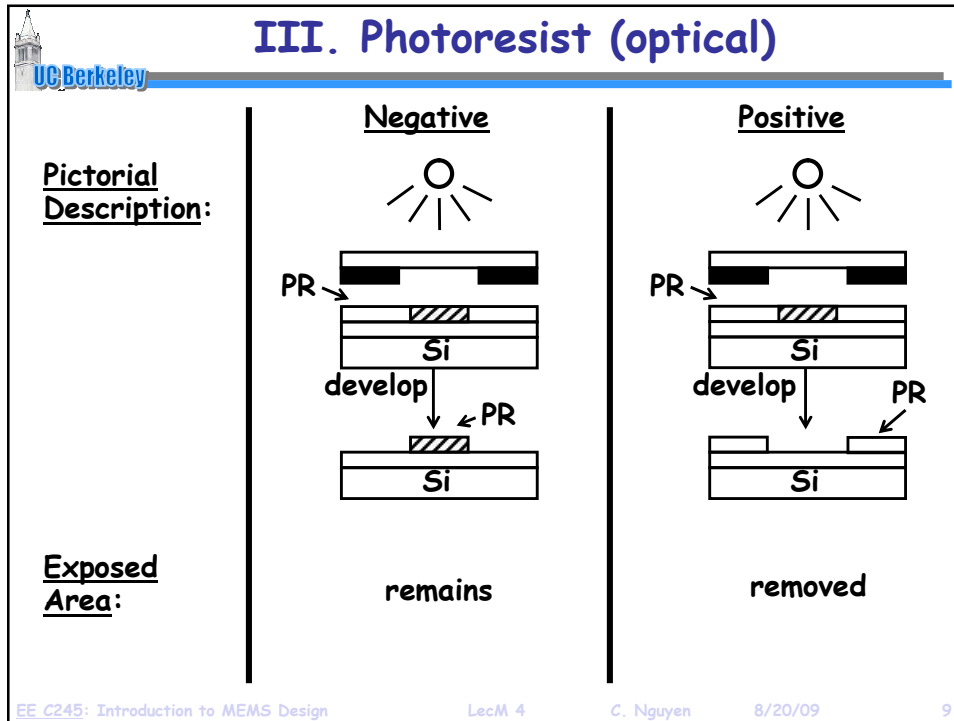 III. Photoresist (optical)
UC Berkeley
Negative
Positive
Pictorial
Description:
PR
PR
Si
Si
develop
develop
PR
PR
Si
Si
Exposed
Area:
remains
removed
EE C245: Introduction to MEMS Design LecM 4 C. Nguyen 8/20/09 9